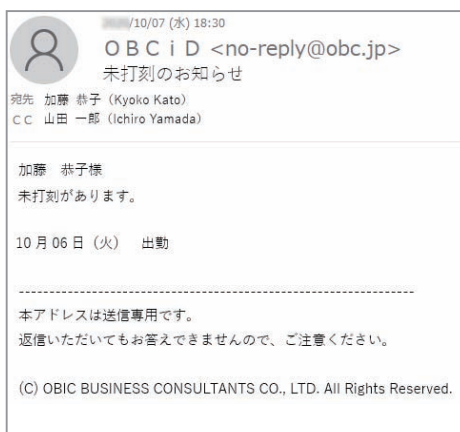 /10/07 (水) 18:30
ＯＢＣｉＤ <no-reply@obc.jp>
未打刻のお知らせ
宛先 加藤 恭子（Kyoko Kato）
ＣＣ 山田 一郎（Ichiro Yamada）
加藤　恭子様
未打刻があります。
10月06日（火）　出勤
----------------------------------------------------------------
本アドレスは送信専用です。
返信いただいてもお答えできませんので、ご注意ください。
(C) OBIC BUSINESS CONSULTANTS CO., LTD. All Rights Reserved.